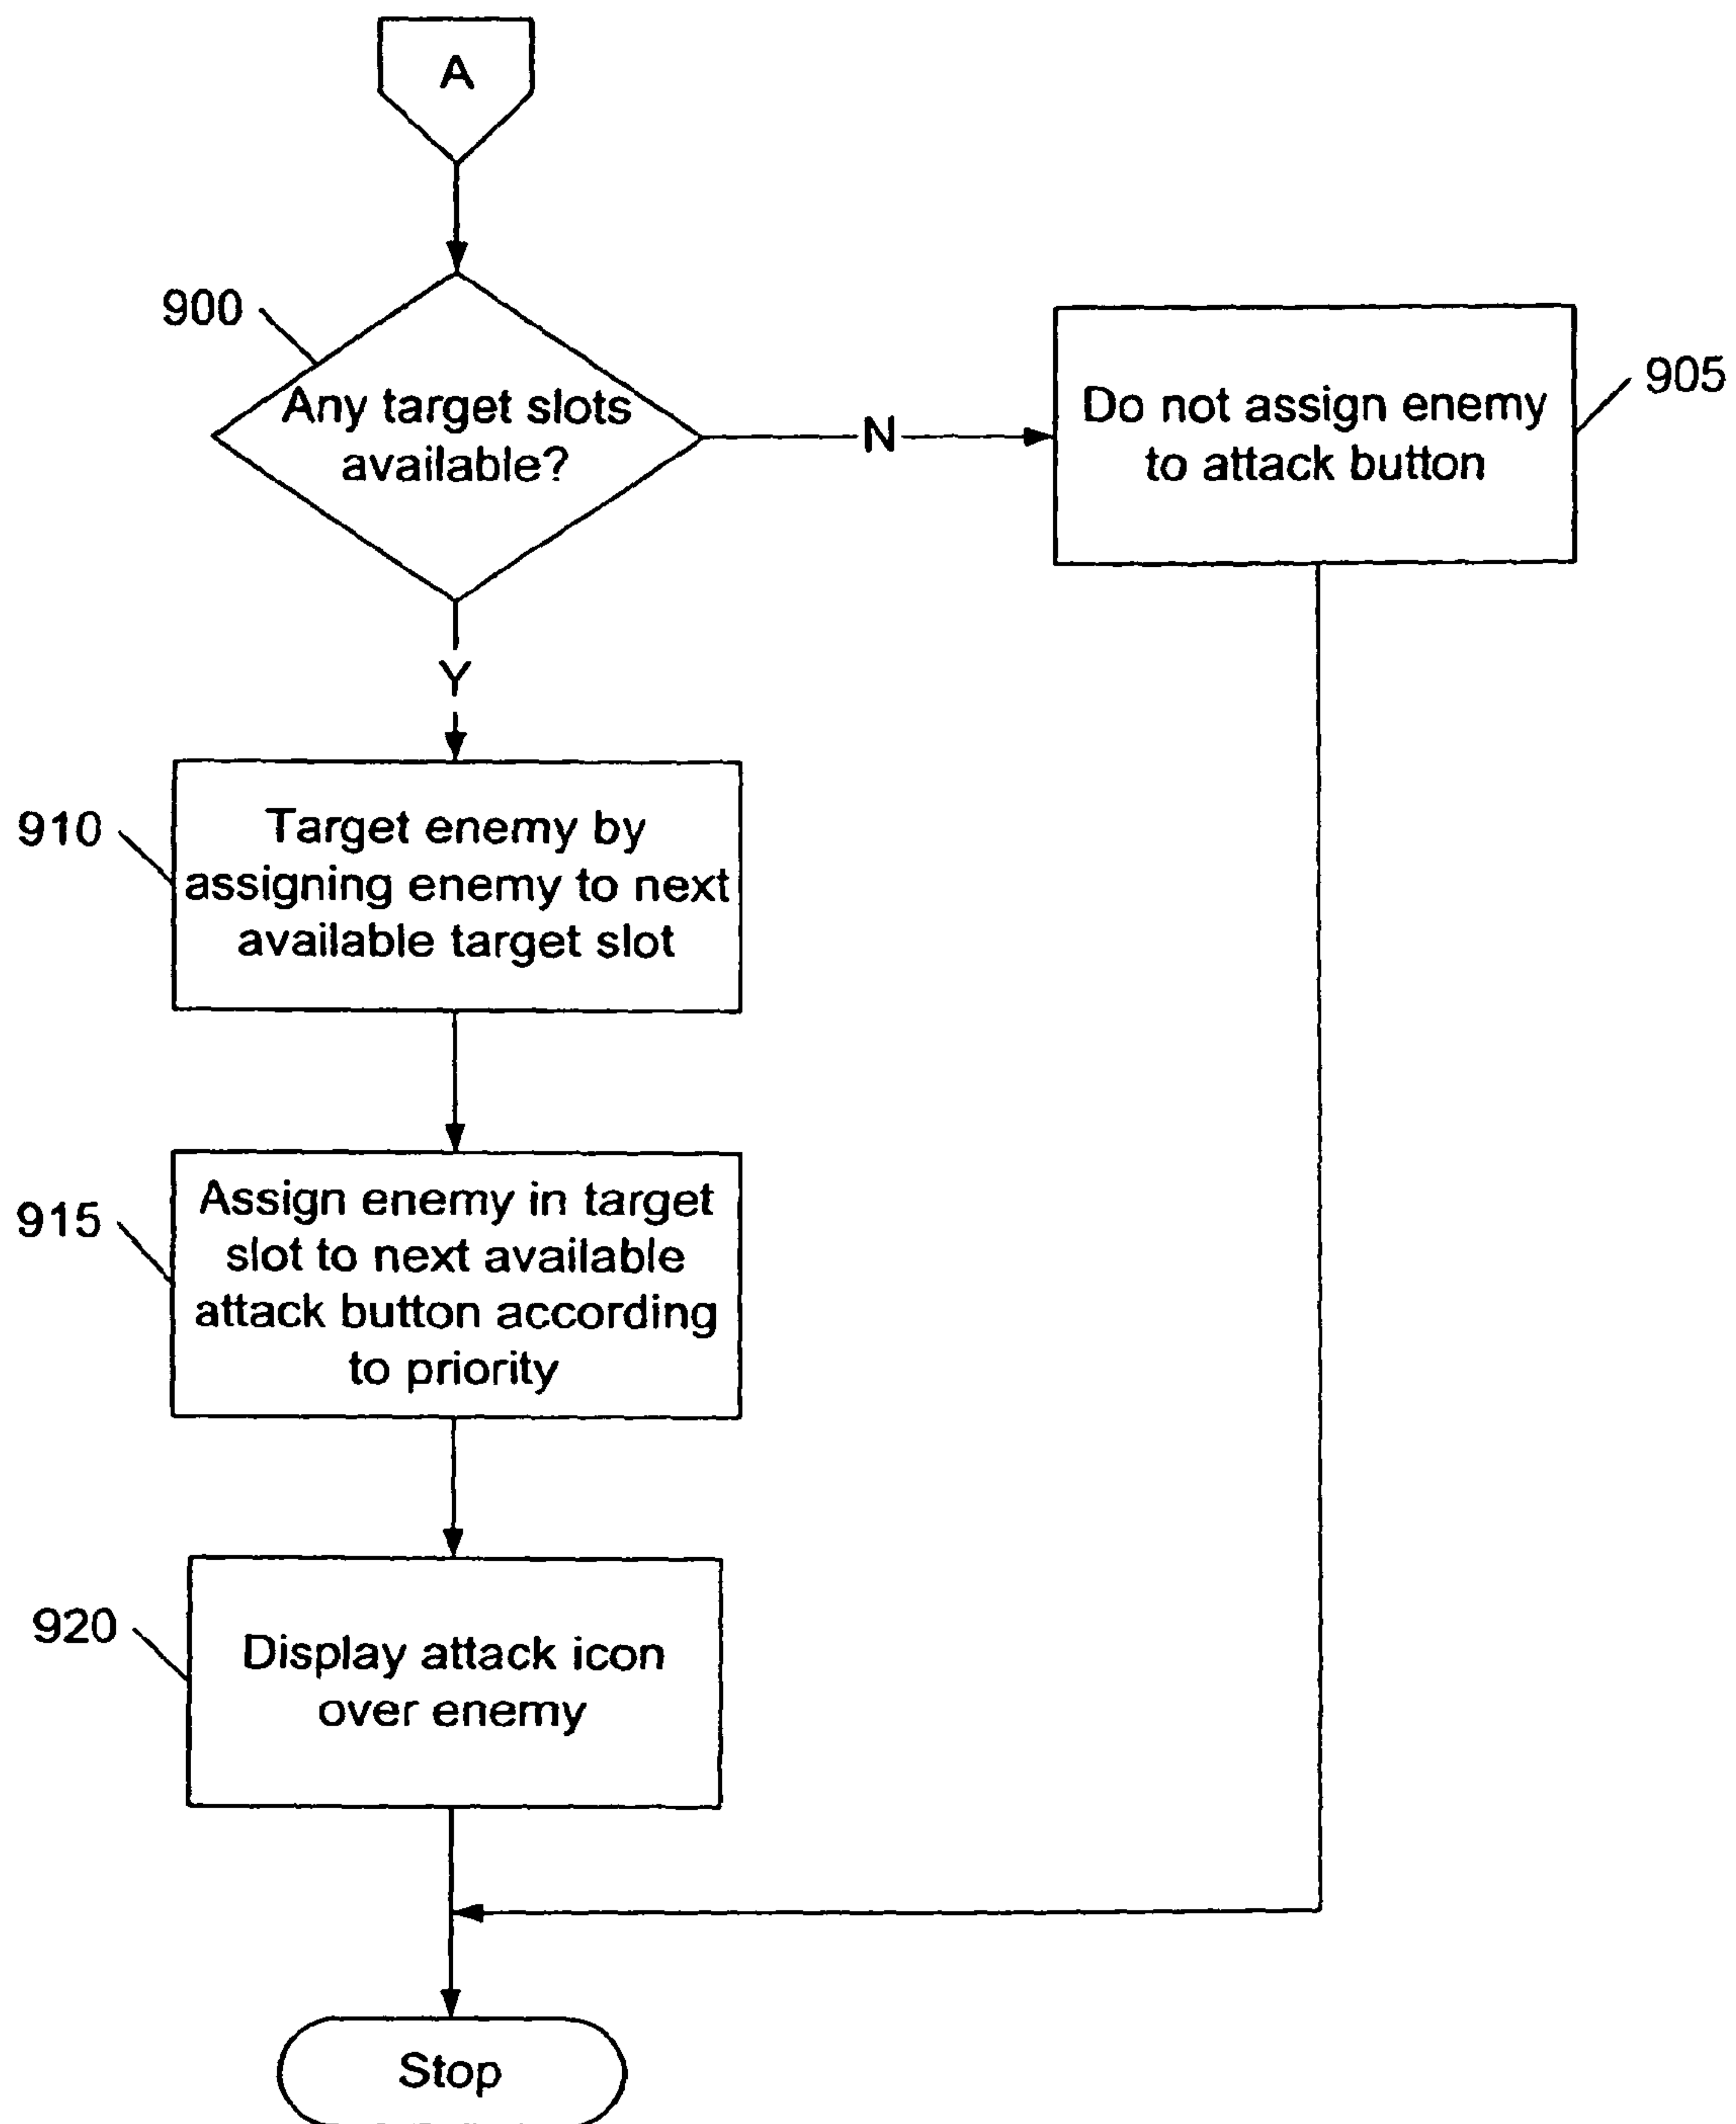 A
900
Any target slots
available?
N
Do not assign enemy
to attack button
905
Y
910
Target enemy by
assigning enemy to next
available target slot
915
Assign enemy in target
slot to next available
attack button according
to priority
920
Display attack icon
over enemy
Stop